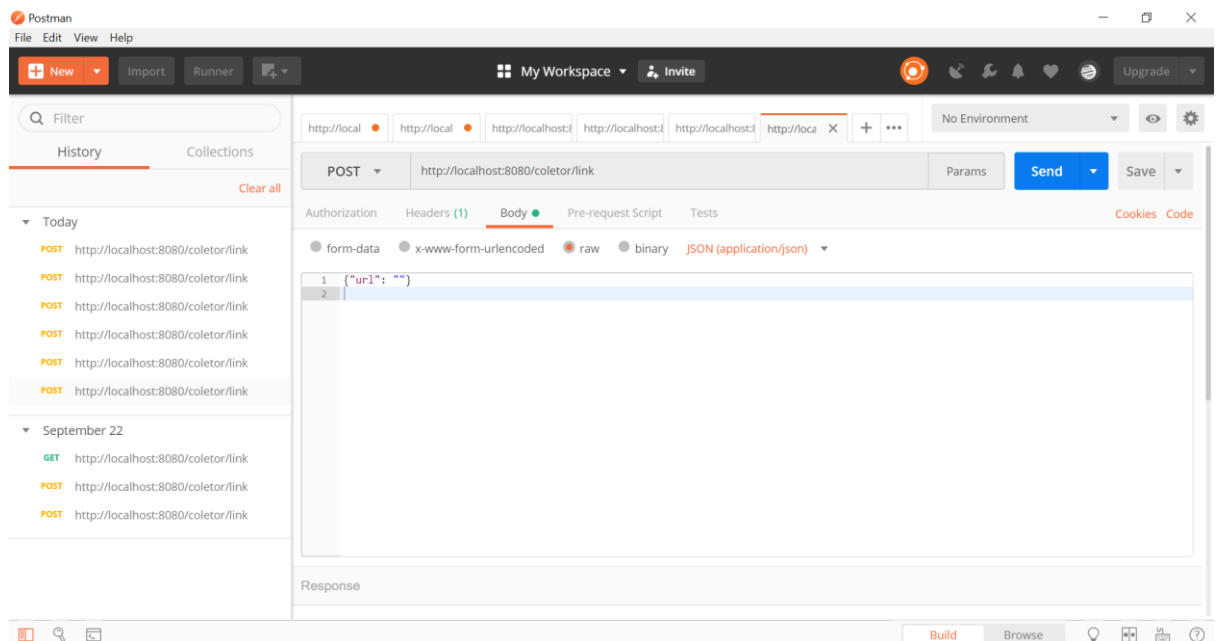 Postman
File Edit View Help
New Import Runner My Workspace Invite Upgrade
Filter
History Collections
Clear all
Today
POST http://localhost:8080/coletor/link
POST http://localhost:8080/coletor/link
POST http://localhost:8080/coletor/link
POST http://localhost:8080/coletor/link
POST http://localhost:8080/coletor/link
POST http://localhost:8080/coletor/link
September 22
GET http://localhost:8080/coletor/link
POST http://localhost:8080/coletor/link
POST http://localhost:8080/coletor/link
http://local http://local http://localhost:8 http://localhost:8 http://localhost:8 http://loca No Environment
POST http://localhost:8080/coletor/link Params Send Save
Authorization Headers (1) Body Pre-request Script Tests Cookies Code
form-data x-www-form-urlencoded raw binary JSON (application/json)
1 {"url": ""}
2
Response
Build Browse